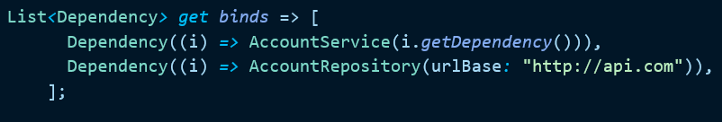 List<Dependency> get binds => [
Dependency((i) => AccountService(i.getDependency())),
Dependency((i) => AccountRepository(urlBase: "http://api.com")),
];